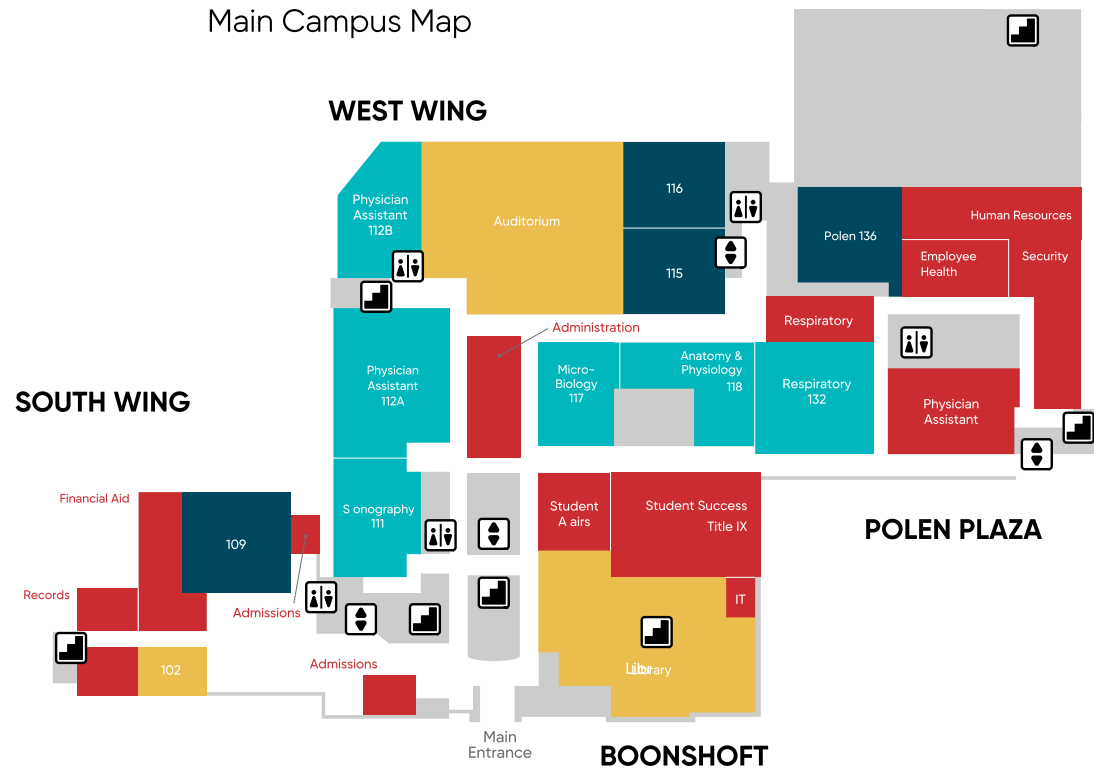 Main Campus Map
WEST WING
Physician
Assistant
112B
Auditorium
116
115
Polen 136
Human Resources
Employee
Health
Security
Respiratory
Administration
Physician
Assistant
112A
Micro-
Biology
117
Anatomy &
Physiology
118
Respiratory
132
Physician
Assistant
SOUTH WING
Financial Aid
109
S onography
111
Student
A airs
Student Success
Title IX
POLEN PLAZA
Records
Admissions
IT
102
Admissions
Library
Main
Entrance
BOONSHOFT